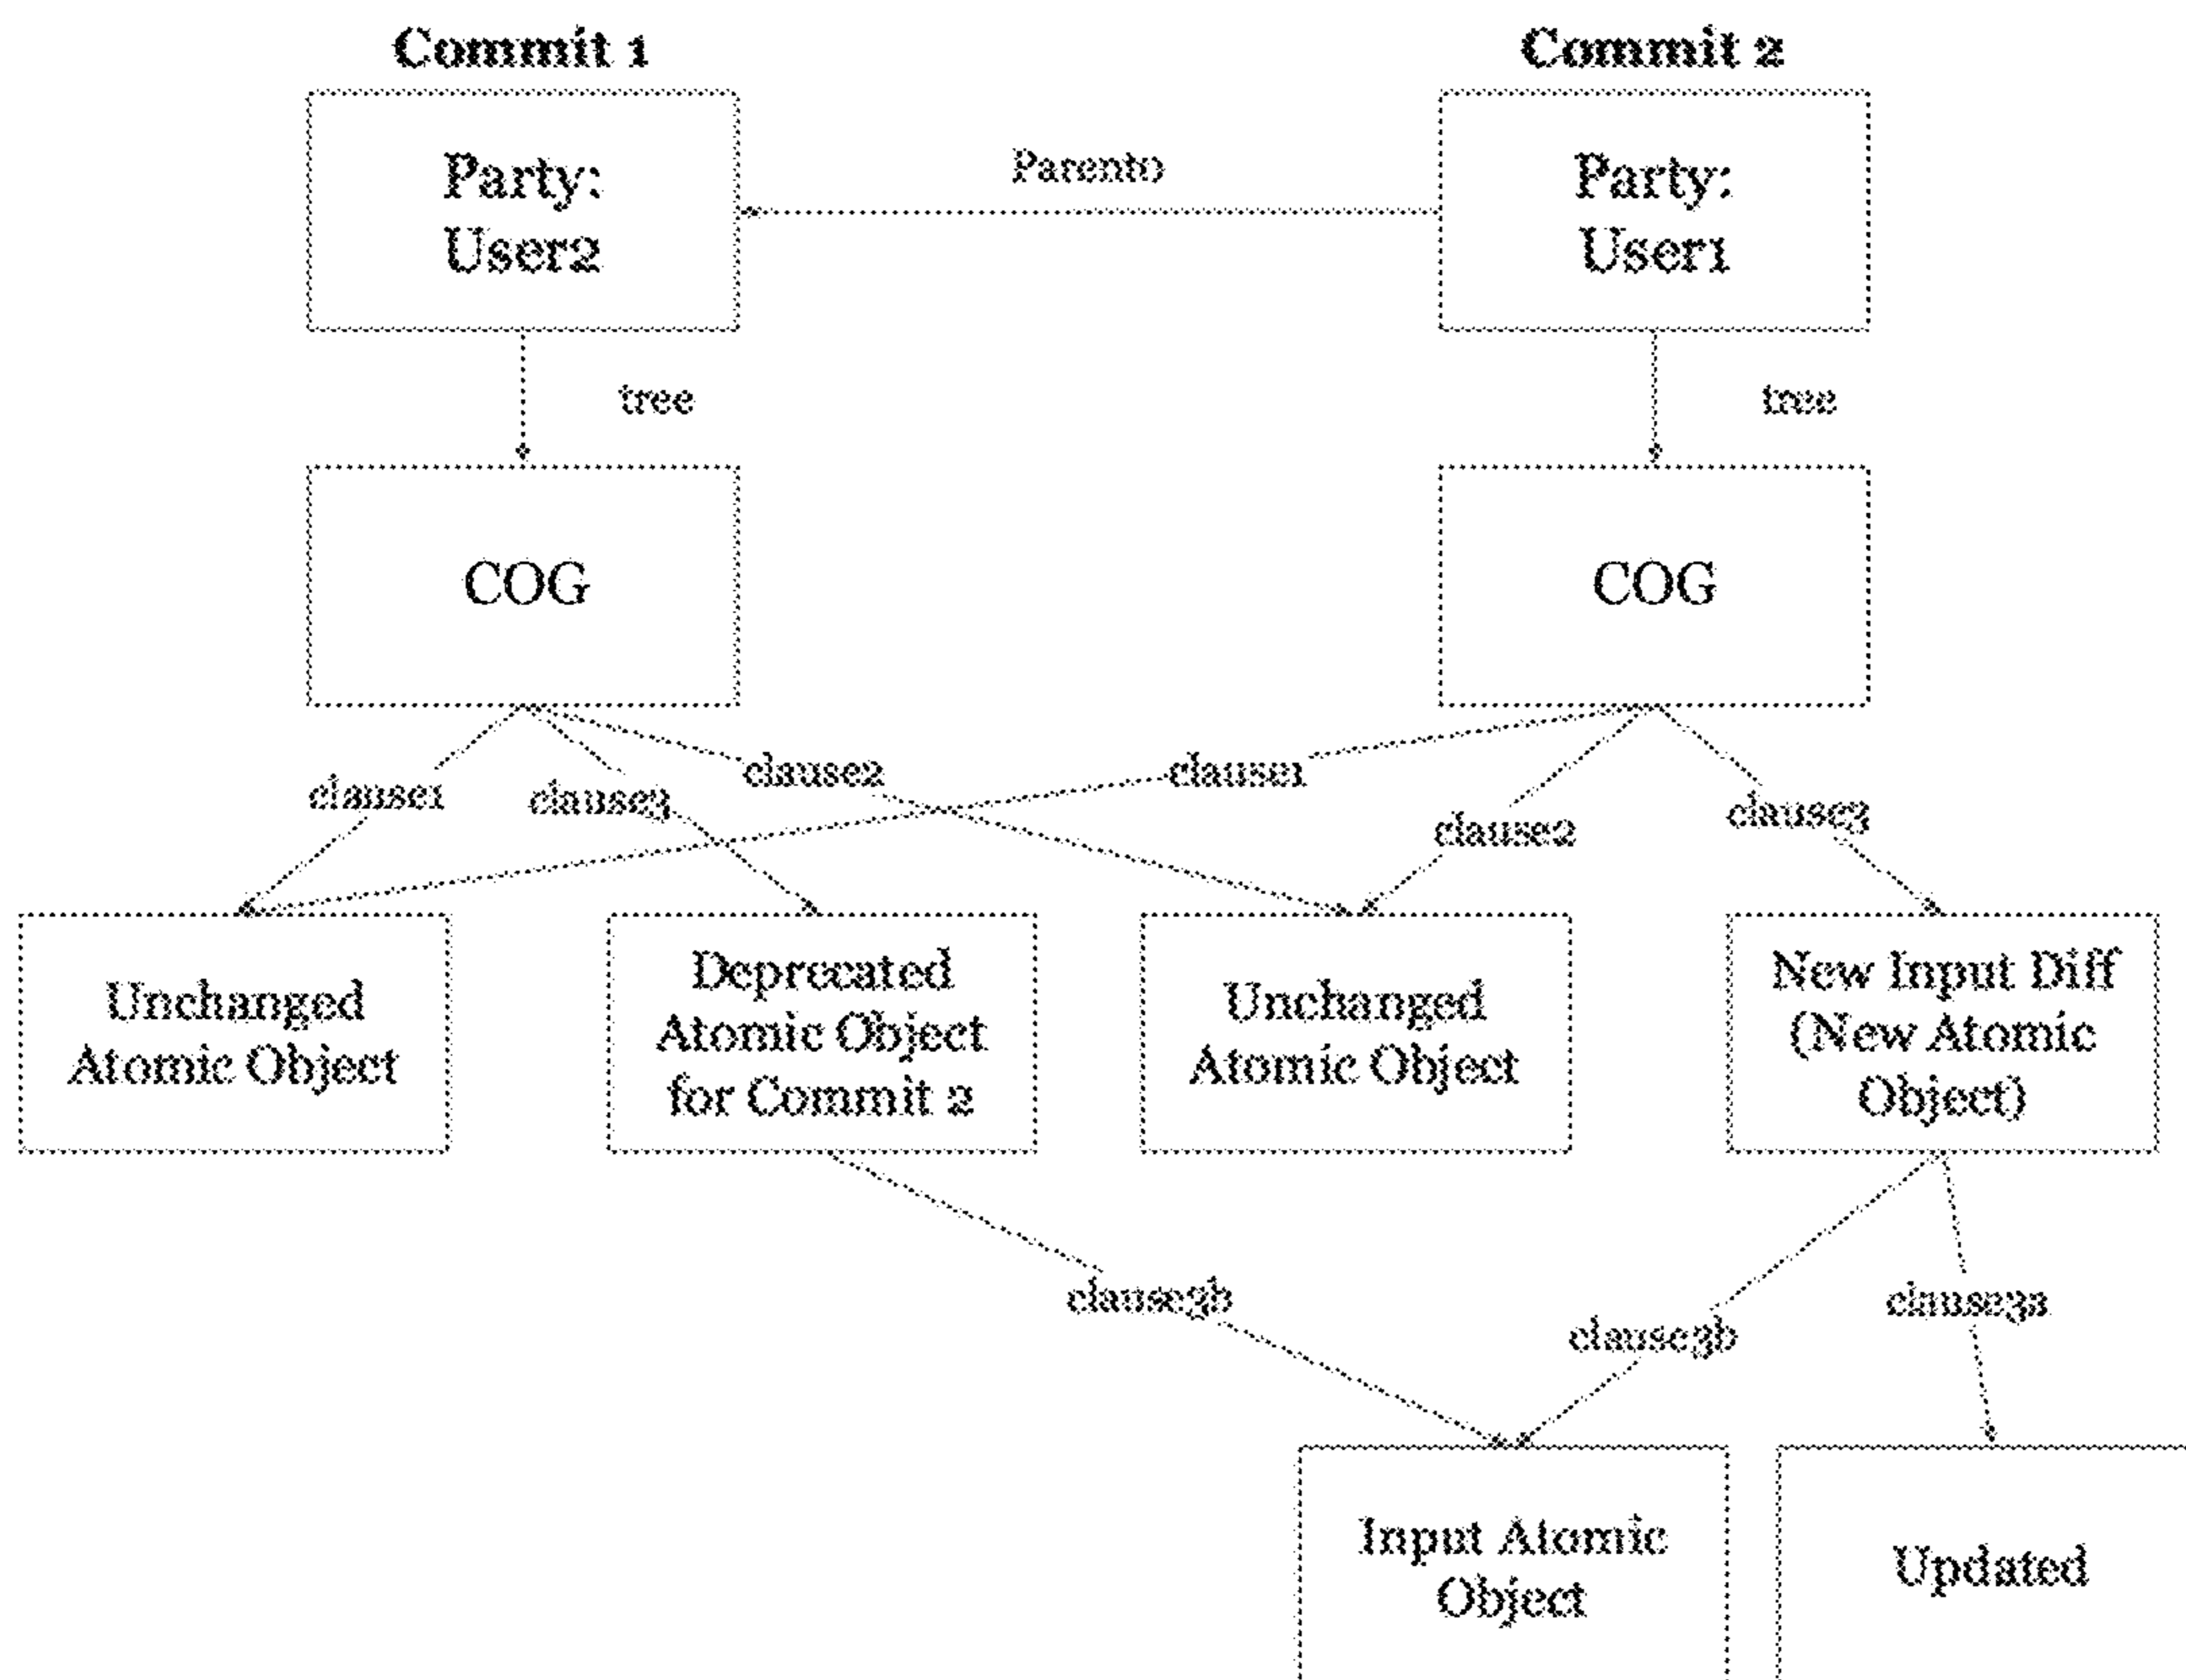 Commit 1
Commit 2
Party:
User2
Parent0
Party:
User1
tree
tree
COG
COG
clause1
clause3
clause2
clause1
clause2
clause3
Unchanged
Atomic Object
Deprecated
Atomic Object
for Commit 2
Unchanged
Atomic Object
New Input Diff
(New Atomic
Object)
clause3b
clause3b
clause3a
Input Atomic
Object
Updated